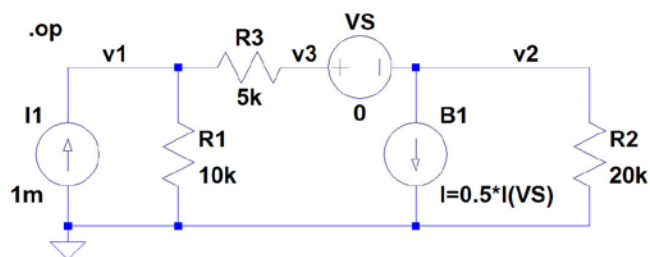 .op
VS
R3
v1
v3
v2
+ −
5k
0
I1
B1
R1
R2
1m
10k
I=0.5*I(VS)
20k